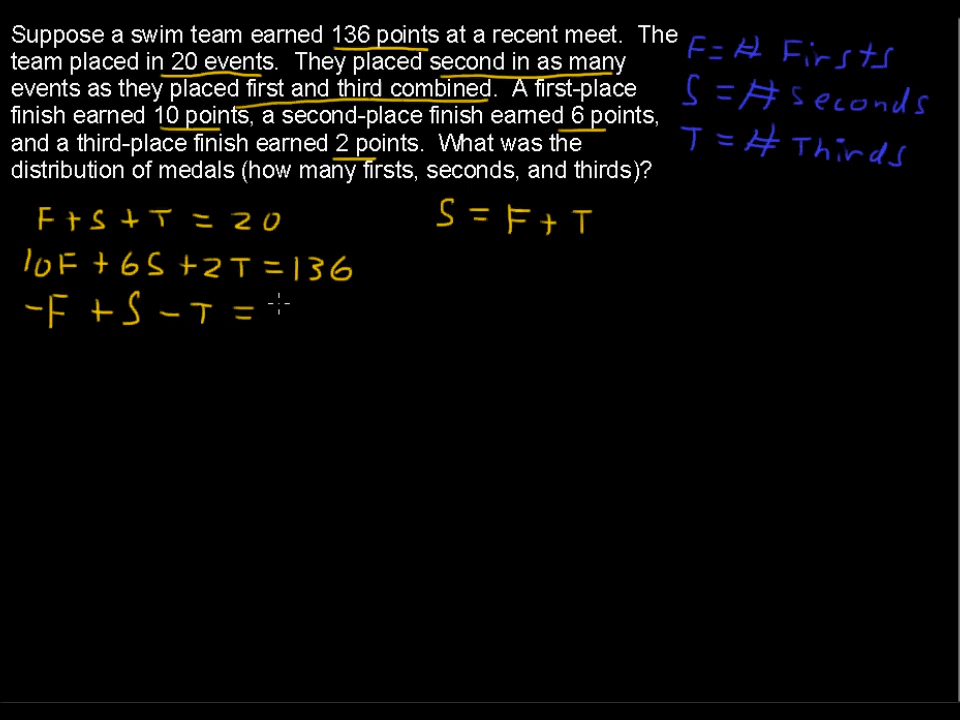 Suppose a swim team earned 136 points at a recent meet. The
team placed in 20 events. They placed second in as many
events as they placed first and third combined. A first-place
finish earned 10 points, a second-place finish earned 6 points,
and a third-place finish earned 2 points. What was the
distribution of medals (how many firsts, seconds, and thirds)?
F = # Firsts
S = # Seconds
T = # Thirds
F + S + T = 20
S = F + T
10F + 6S + 2T = 136
-F + S - T =